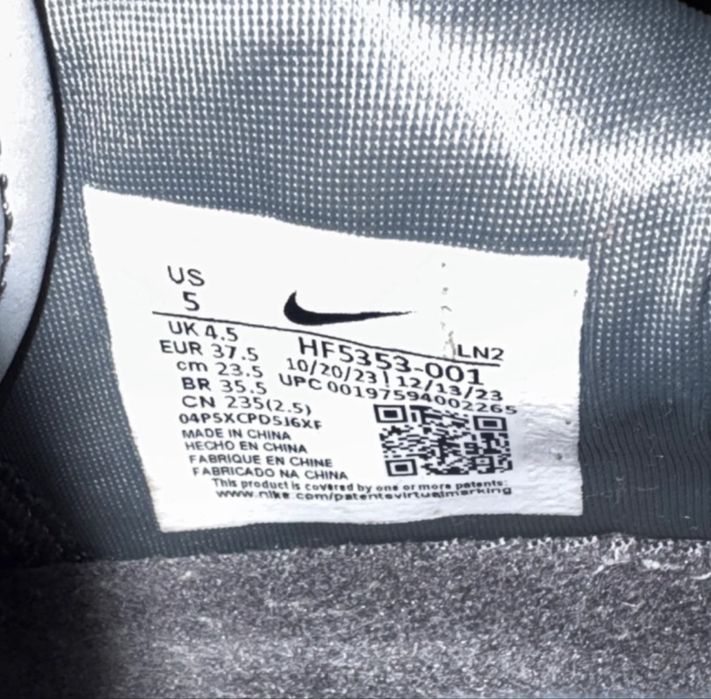 US
5
UK 4.5
EUR 37.5
cm 23.5
BR 35.5
CN 235(2.5)
04P5XCPD5J6XF
MADE IN CHINA
HECHO EN CHINA
FABRIQUE EN CHINE
FABRICADO NA CHINA
LN2
HF5353-001
10/20/23 | 12/13/23
UPC 00197594002265
This product is covered by one or more patents:
www.nike.com/patentsvirtualmarking